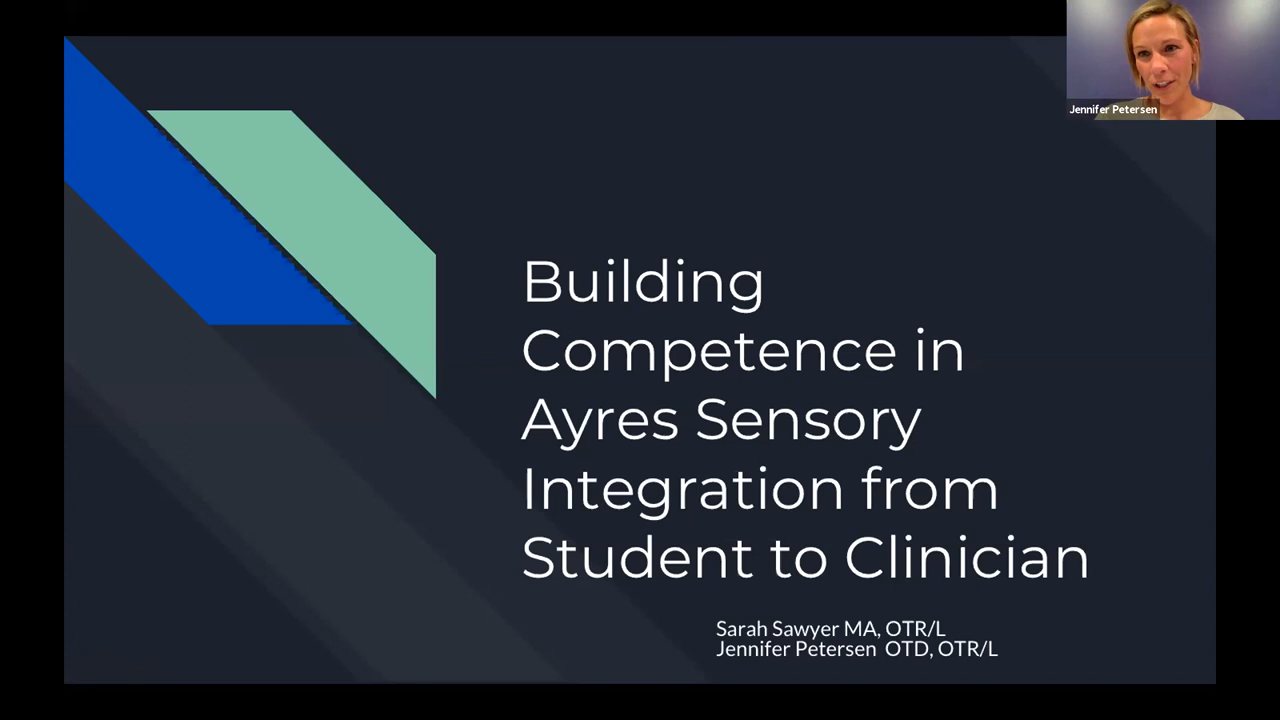 Jennifer Petersen
Building
Competence in
Ayres Sensory
Integration from
Student to Clinician
Sarah Sawyer MA, OTR/L
Jennifer Petersen OTD, OTR/L